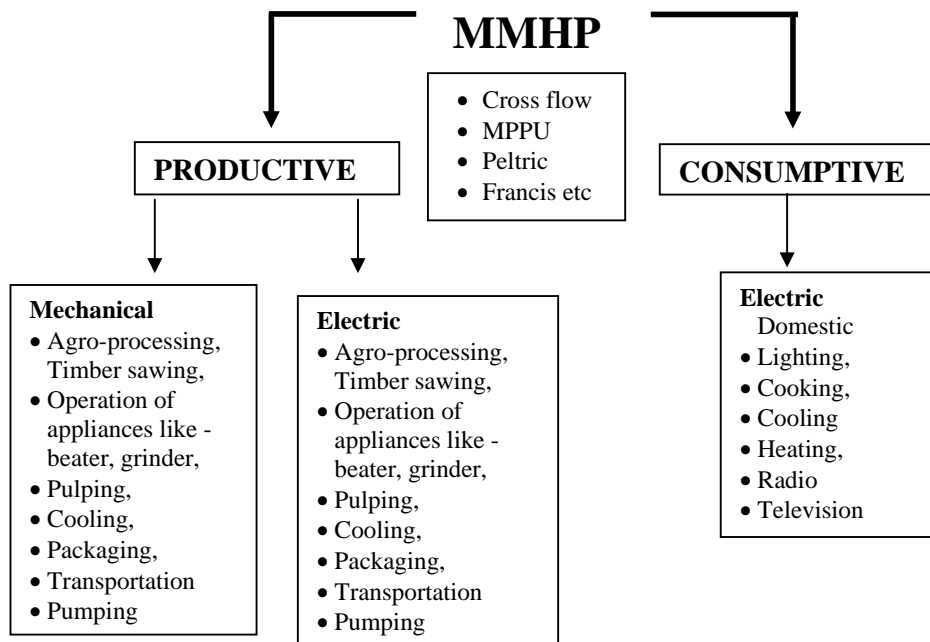 MMHP
• Cross flow
• MPPU
• Peltric
• Francis etc
PRODUCTIVE
CONSUMPTIVE
Mechanical
• Agro-processing,
Timber sawing,
• Operation of
appliances like -
beater, grinder,
• Pulping,
• Cooling,
• Packaging,
• Transportation
• Pumping
Electric
• Agro-processing,
Timber sawing,
• Operation of
appliances like -
beater, grinder,
• Pulping,
• Cooling,
• Packaging,
• Transportation
• Pumping
Electric
Domestic
• Lighting,
• Cooking,
• Cooling
• Heating,
• Radio
• Television